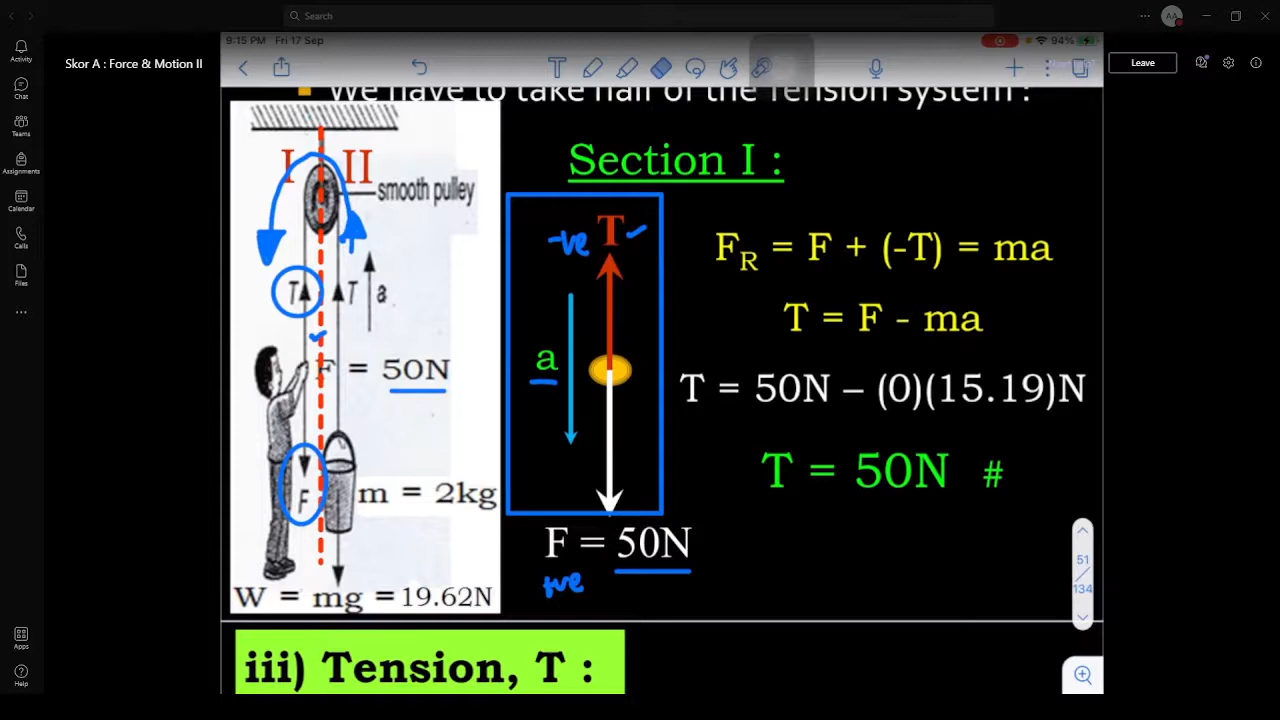 Search
AA
Activity
Chat
Teams
Assignments
Calendar
Calls
Files
Apps
Help
Skor A : Force & Motion II
Leave
9:15 PM Fri 17 Sep
94%
We have to take half of the Tension system :
I II
smooth pulley
T T a
F = 50N
F
m = 2kg
W = mg = 19.62N
Section I :
-ve T
a
F = 50N
+ve
F_R = F + (-T) = ma
T = F - ma
T = 50N – (0)(15.19)N
T = 50N #
51
134
iii) Tension, T :